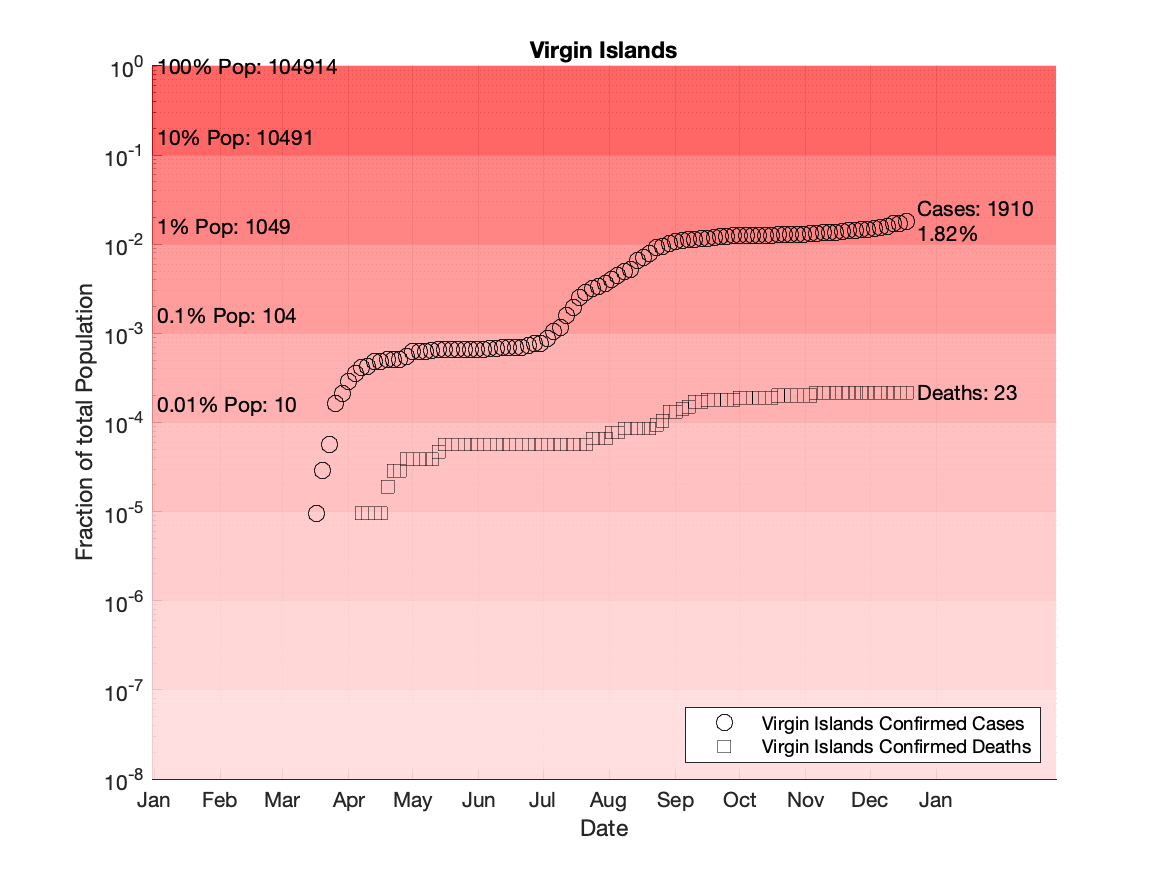 Virgin Islands
10^0
100% Pop: 104914
10% Pop: 10491
10^-1
1% Pop: 1049
10^-2
0.1% Pop: 104
10^-3
0.01% Pop: 10
10^-4
10^-5
10^-6
10^-7
10^-8
Cases: 1910
1.82%
Deaths: 23
Fraction of total Population
Virgin Islands Confirmed Cases
Virgin Islands Confirmed Deaths
Jan Feb Mar Apr May Jun Jul Aug Sep Oct Nov Dec Jan
Date